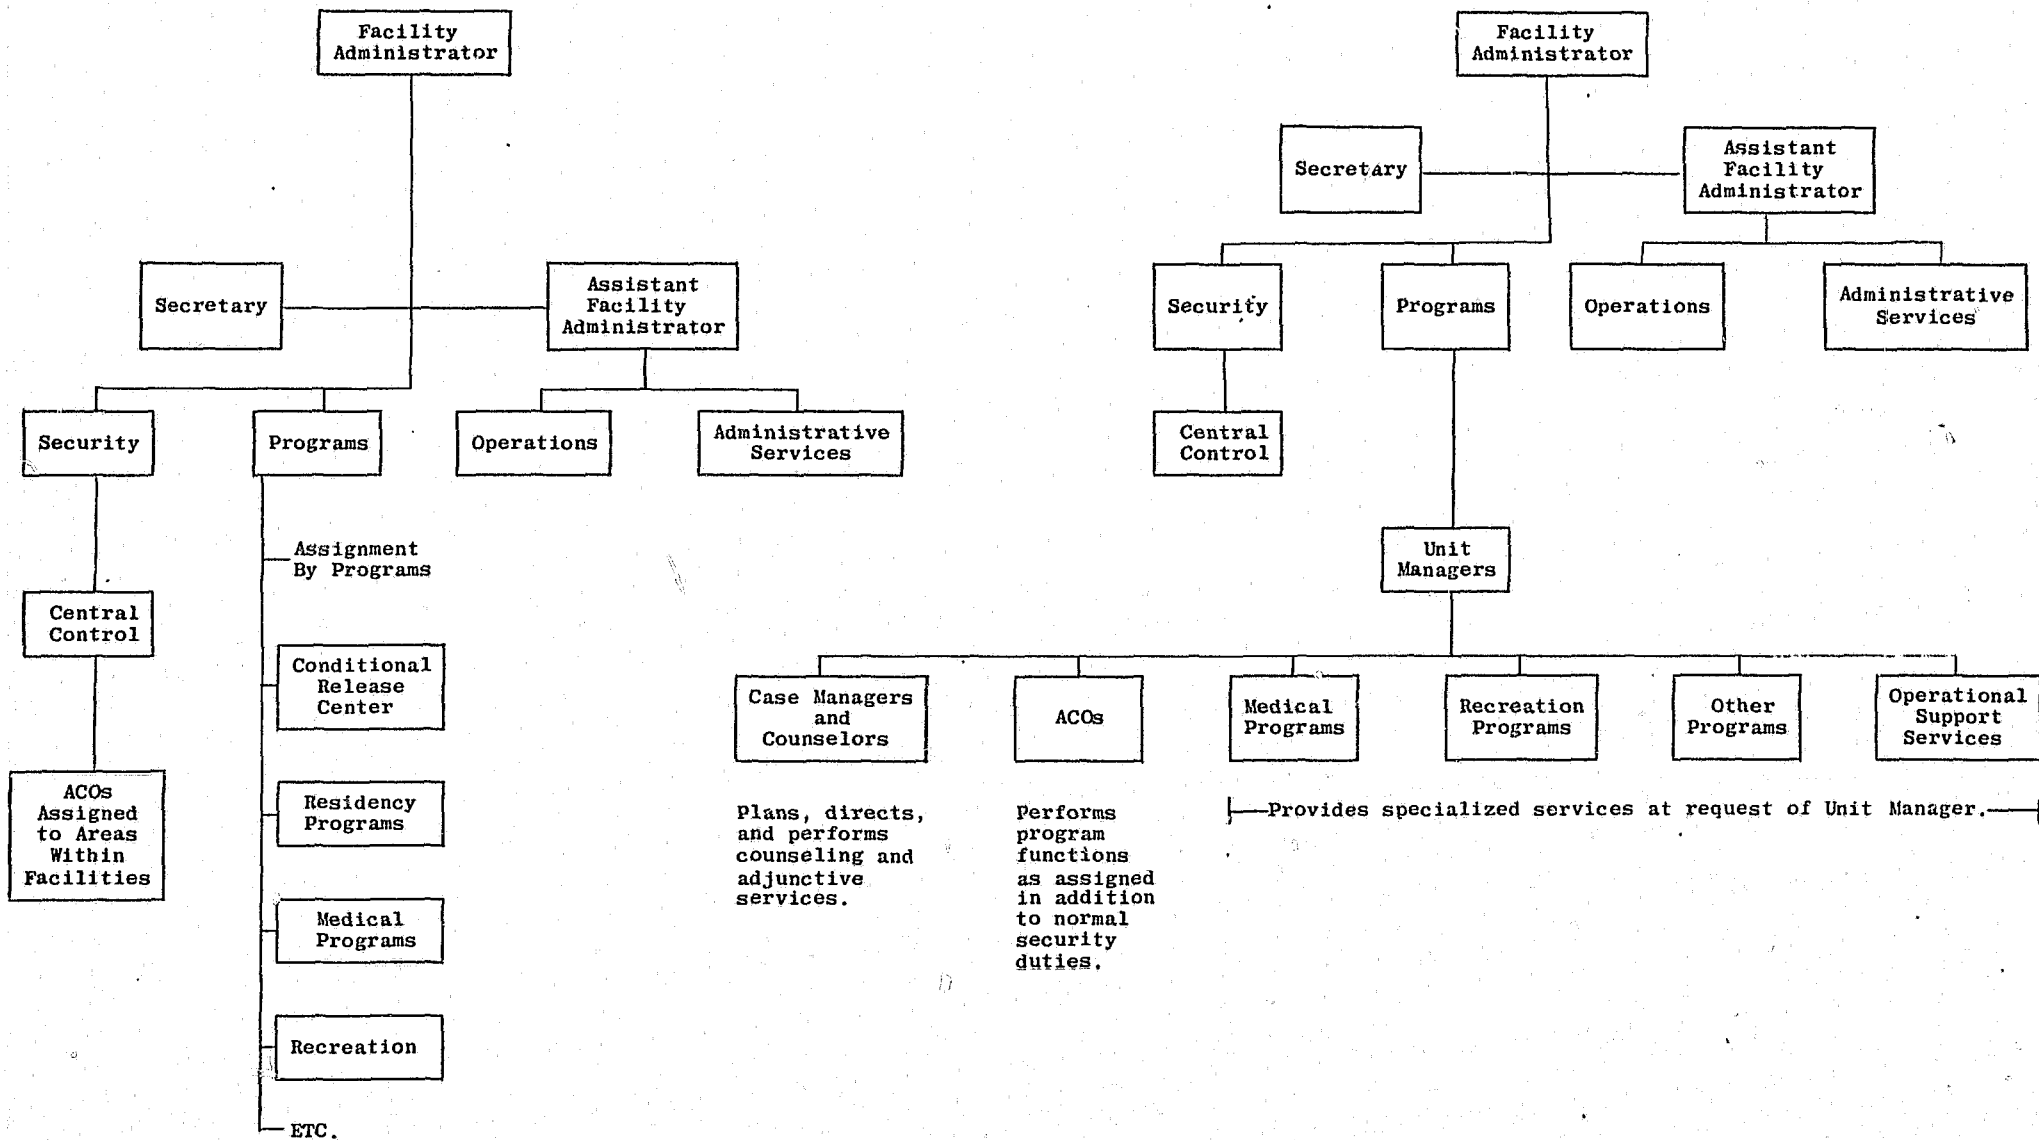 Facility
Administrator
Secretary
Assistant
Facility
Administrator
Security
Programs
Operations
Administrative
Services
Assignment
By Programs
Central
Control
Conditional
Release
Center
ACOs
Assigned
to Areas
Within
Facilities
Residency
Programs
Medical
Programs
Recreation
ETC.
Facility
Administrator
Secretary
Assistant
Facility
Administrator
Security
Programs
Operations
Administrative
Services
Central
Control
Unit
Managers
Case Managers
and
Counselors
ACOs
Medical
Programs
Recreation
Programs
Other
Programs
Operational
Support
Services
Plans, directs,
and performs
counseling and
adjunctive
services.
Performs
program
functions
as assigned
in addition
to normal
security
duties.
Provides specialized services at request of Unit Manager.